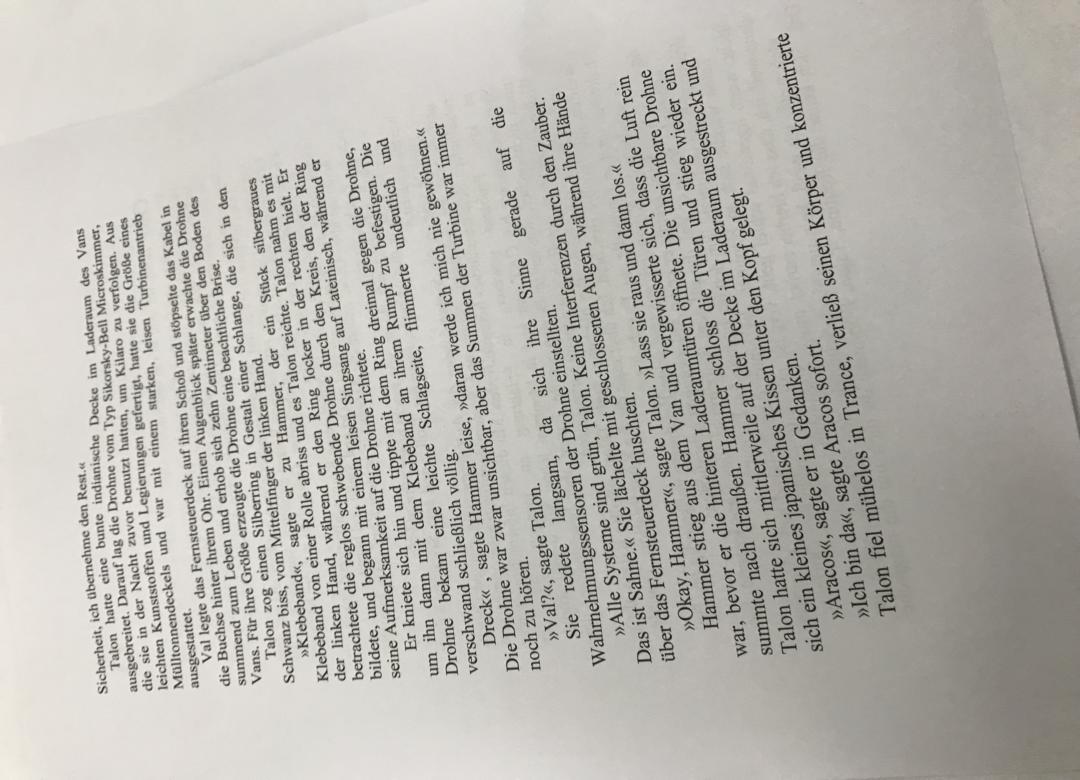 Sicherheit, ich übernehme den Rest.«
Talon hatte eine bunte indianische Decke im Laderaum des Vans
ausgebreitet. Darauf lag die Drohne vom Typ Sikorsky-Bell Microskimmer,
die sie in der Nacht zuvor benutzt hatten, um Kilaro zu verfolgen. Aus
leichten Kunststoffen und Legierungen gefertigt, hatte sie die Größe eines
Mülltonnendeckels und war mit einem starken, leisen Turbinenantrieb
ausgestattet.
Val legte das Fernsteuerdeck auf ihren Schoß und stöpselte das Kabel in
die Buchse hinter ihrem Ohr. Einen Augenblick später erwachte die Drohne
summend zum Leben und erhob sich zehn Zentimeter über den Boden des
Vans. Für ihre Größe erzeugte die Drohne eine beachtliche Brise.
Talon zog einen Silberring in Gestalt einer Schlange, die sich in den
Schwanz biss, vom Mittelfinger der linken Hand.
»Klebeband«, sagte er zu Hammer, der ein Stück silbergraues
Klebeband von einer Rolle abriss und es Talon reichte. Talon nahm es mit
der linken Hand, während er den Ring locker in der rechten hielt. Er
betrachtete die reglos schwebende Drohne durch den Kreis, den der Ring
bildete, und begann mit einem leisen Singsang auf Lateinisch, während er
seine Aufmerksamkeit auf die Drohne richtete.
Er kniete sich hin und tippte mit dem Ring dreimal gegen die Drohne,
um ihn dann mit dem Klebeband an ihrem Rumpf zu befestigen. Die
Drohne bekam eine leichte Schlagseite, flimmerte undeutlich und
verschwand schließlich völlig.
Dreck« , sagte Hammer leise, »daran werde ich mich nie gewöhnen.«
Die Drohne war zwar unsichtbar, aber das Summen der Turbine war immer
noch zu hören.
»Val?«, sagte Talon.
Sie redete langsam, da sich ihre Sinne gerade auf die
Wahrnehmungssensoren der Drohne einstellten.
»Alle Systeme sind grün, Talon. Keine Interferenzen durch den Zauber.
Das ist Sahne.« Sie lächelte mit geschlossenen Augen, während ihre Hände
über das Fernsteuerdeck huschten.
»Okay, Hammer«, sagte Talon. »Lass sie raus und dann los.«
Hammer stieg aus dem Van und vergewisserte sich, dass die Luft rein
war, bevor er die hinteren Laderaumtüren öffnete. Die unsichtbare Drohne
summte nach draußen. Hammer schloss die Türen und stieg wieder ein.
Talon hatte sich mittlerweile auf der Decke im Laderaum ausgestreckt und
sich ein kleines japanisches Kissen unter den Kopf gelegt.
»Aracos«, sagte er in Gedanken.
»Ich bin da«, sagte Aracos sofort.
Talon fiel mühelos in Trance, verließ seinen Körper und konzentrierte